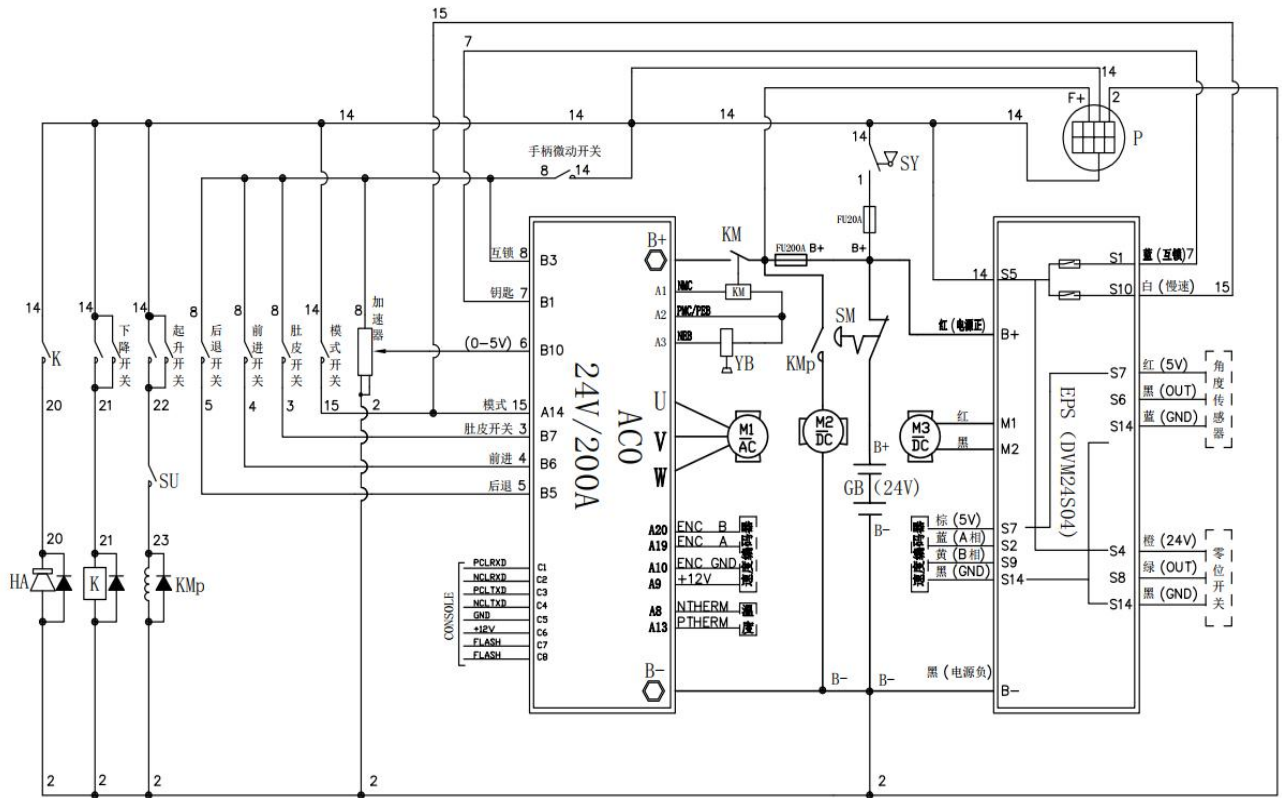 15
7
14
F+
2
P
14
14
14
14
手柄微动开关
8
14
14
SY
1
FU20A
B+
KM
FU200A
B+
B+
互锁 8
B3
A1
NMC
KM
14
S5
S1
蓝 (互锁) 7
钥匙 7
B1
A2
PMC/PEB
S10
白 (慢速)
15
A3
NEB
YB
SM
KMp
红 (电源正)
B+
14
K
14
下降开关
14
起升开关
8
后退开关
8
前进开关
8
肚皮开关
14
模式开关
8
加速器
(0-5V) 6
B10
24V/200A
ACO
U
V
W
M1
AC
M2
DC
M3
DC
红
黑
M1
M2
EPS (DVM24S04)
S7
红 (5V)
S6
黑 (OUT)
S14
蓝 (GND)
角度传感器
20
21
22
5
4
3
15
2
模式 15
A14
肚皮开关 3
B7
前进 4
B6
后退 5
B5
B+
GB (24V)
B-
SU
A20
ENC B
A19
ENC A
A10
ENC GND
A9
+12V
速度编码器
A8
NTHERM
A13
PTHERM
温度
速度编码器
棕 (5V)
S7
蓝 (A相)
S2
黄 (B相)
S9
黑 (GND)
S14
S4
橙 (24V)
S8
绿 (OUT)
S14
黑 (GND)
零位开关
20
HA
21
K
23
KMp
CONSOLE
PCLRXD
C1
NCLRXD
C2
PCLTXD
C3
NCLTXD
C4
GND
C5
+12V
C6
FLASH
C7
FLASH
C8
B-
B-
B-
黑 (电源负)
B-
2
2
2
2
2